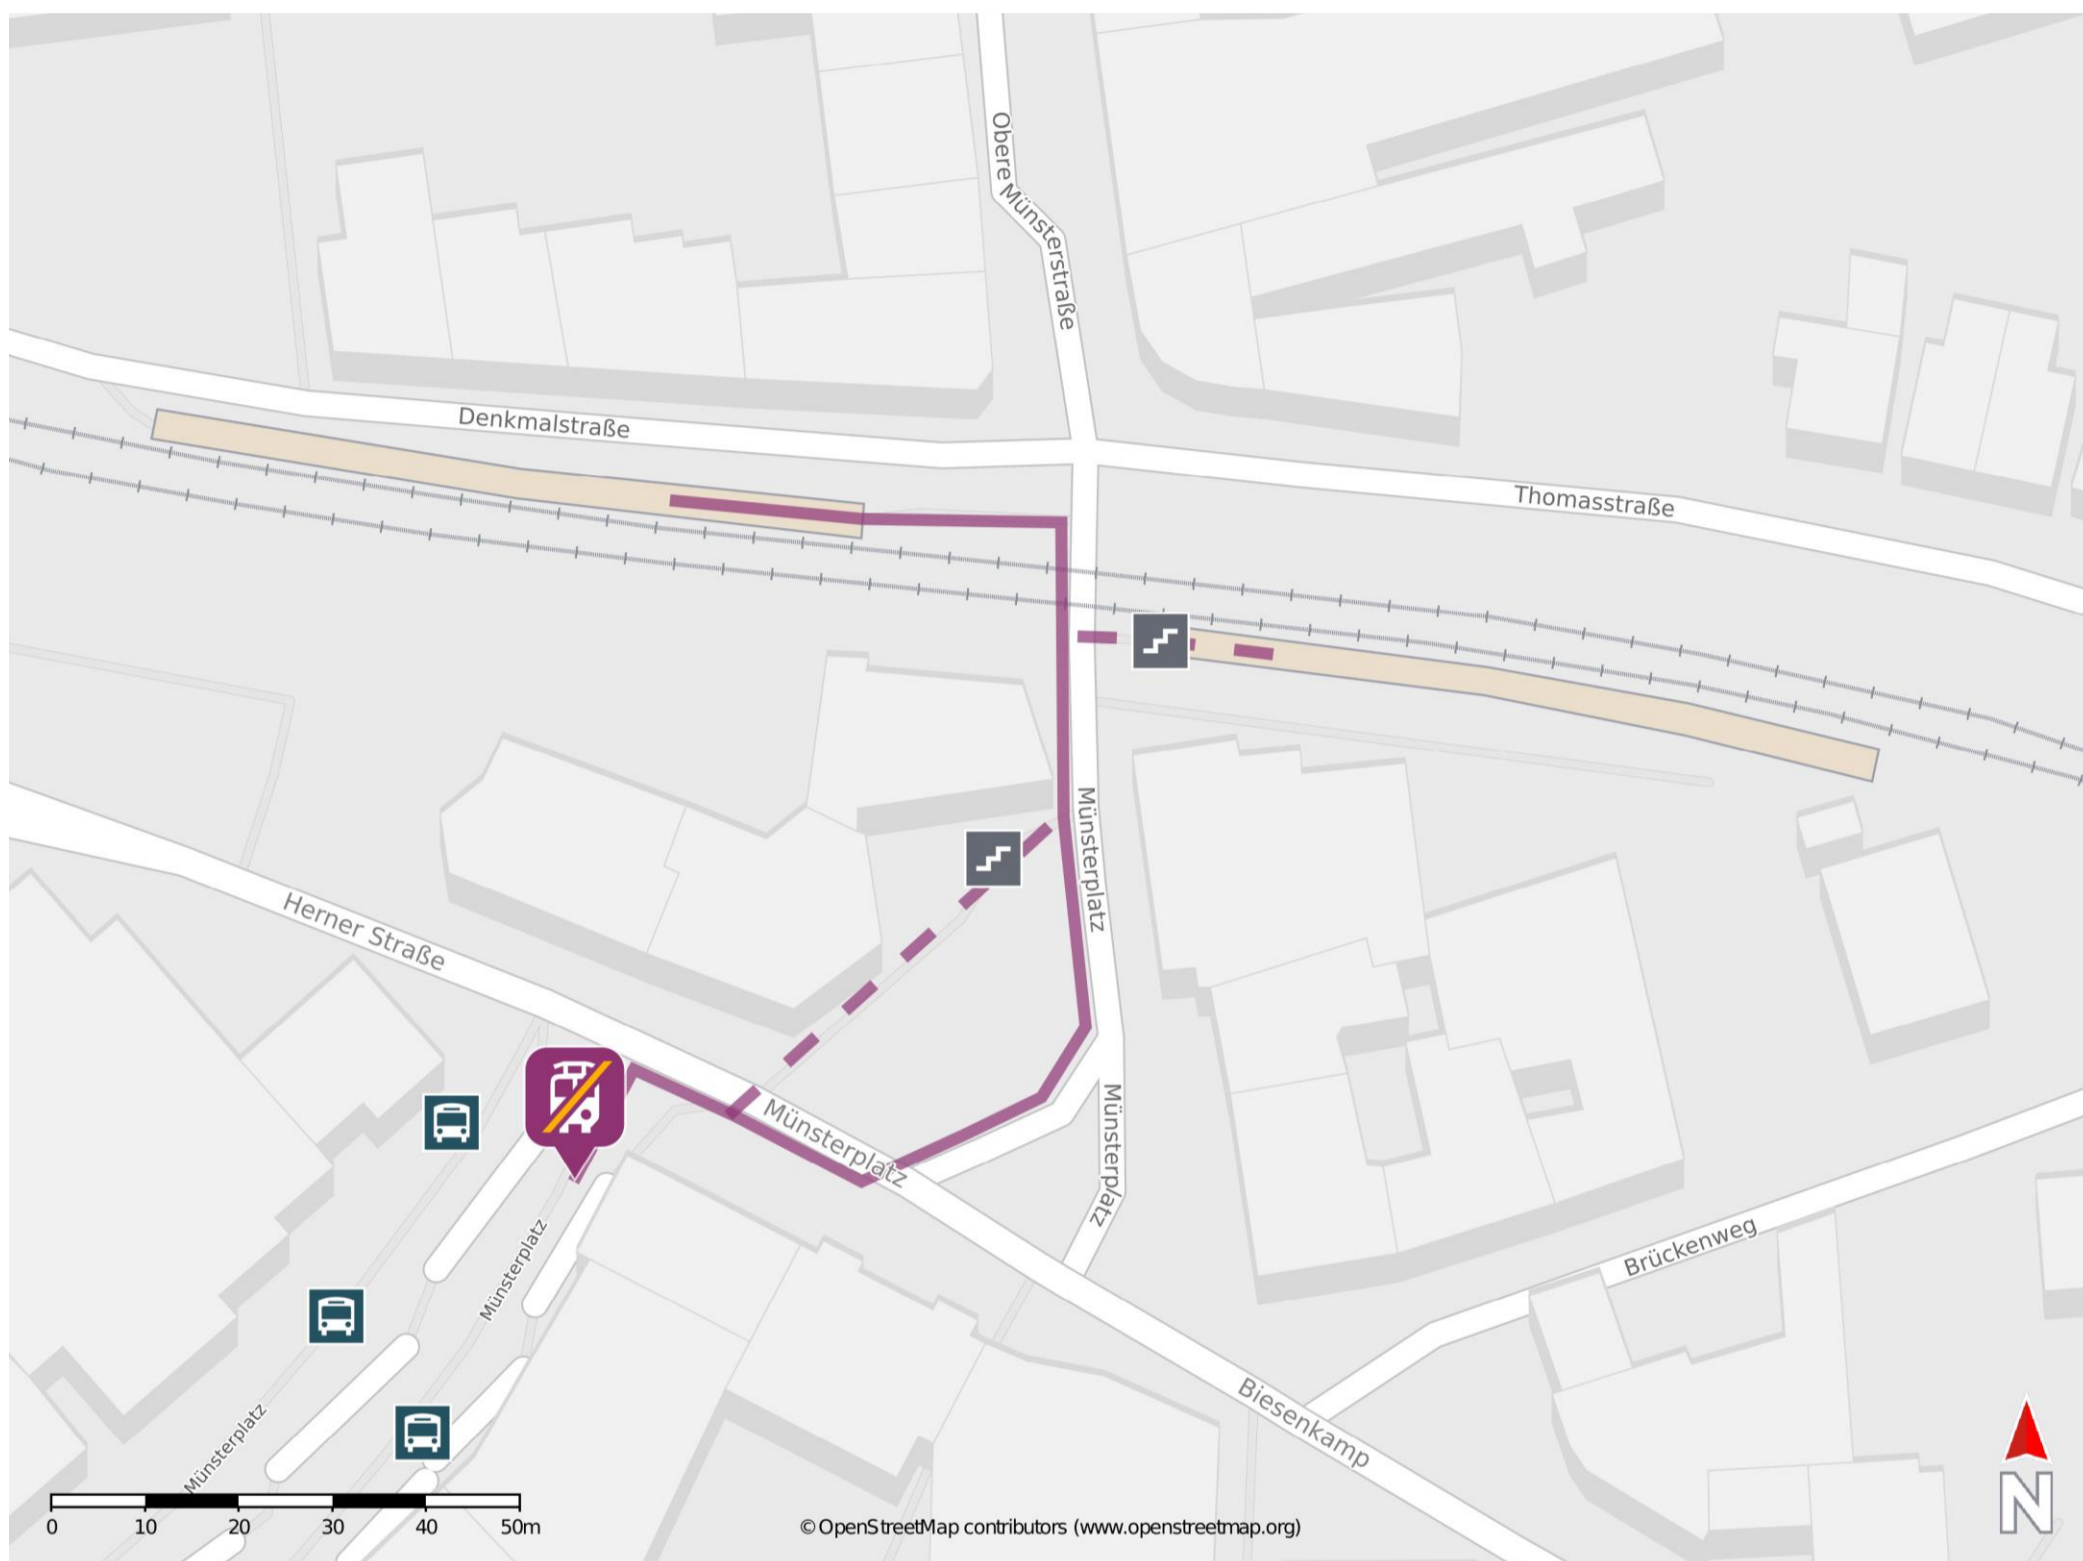 Obere Münsterstraße
Denkmalstraße
Thomasstraße
Münsterplatz
Herner Straße
Münsterplatz
Münsterplatz
Münsterplatz
Brückenweg
Münsterplatz
Biesenkamp
N
0 10 20 30 40 50m
© OpenStreetMap contributors (www.openstreetmap.org)